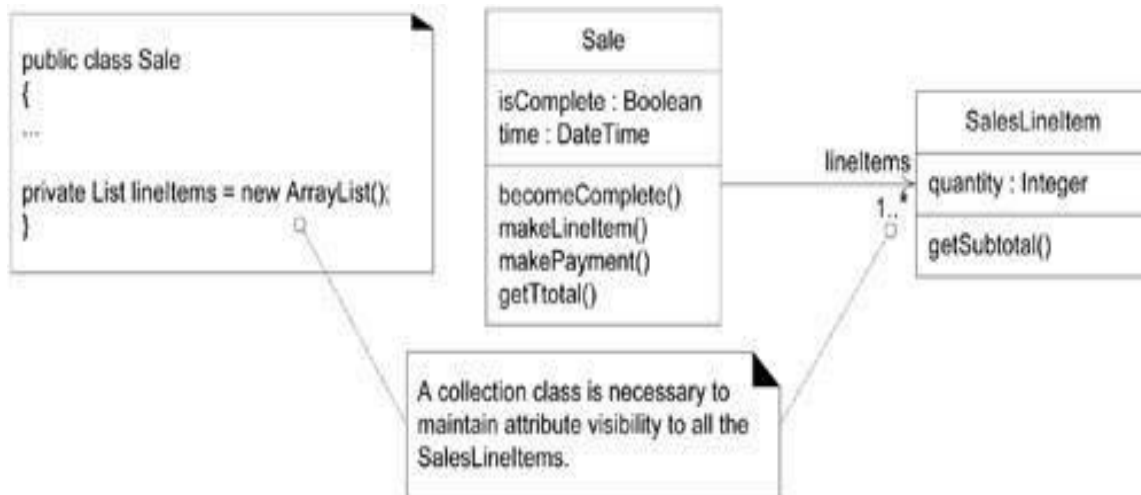 public class Sale
{
...
private List lineItems = new ArrayList();
}
Sale
isComplete : Boolean
time : DateTime
becomeComplete()
makeLineItem()
makePayment()
getTtotal()
lineItems
1..*
SalesLineItem
quantity : Integer
getSubtotal()
A collection class is necessary to
maintain attribute visibility to all the
SalesLineItems.